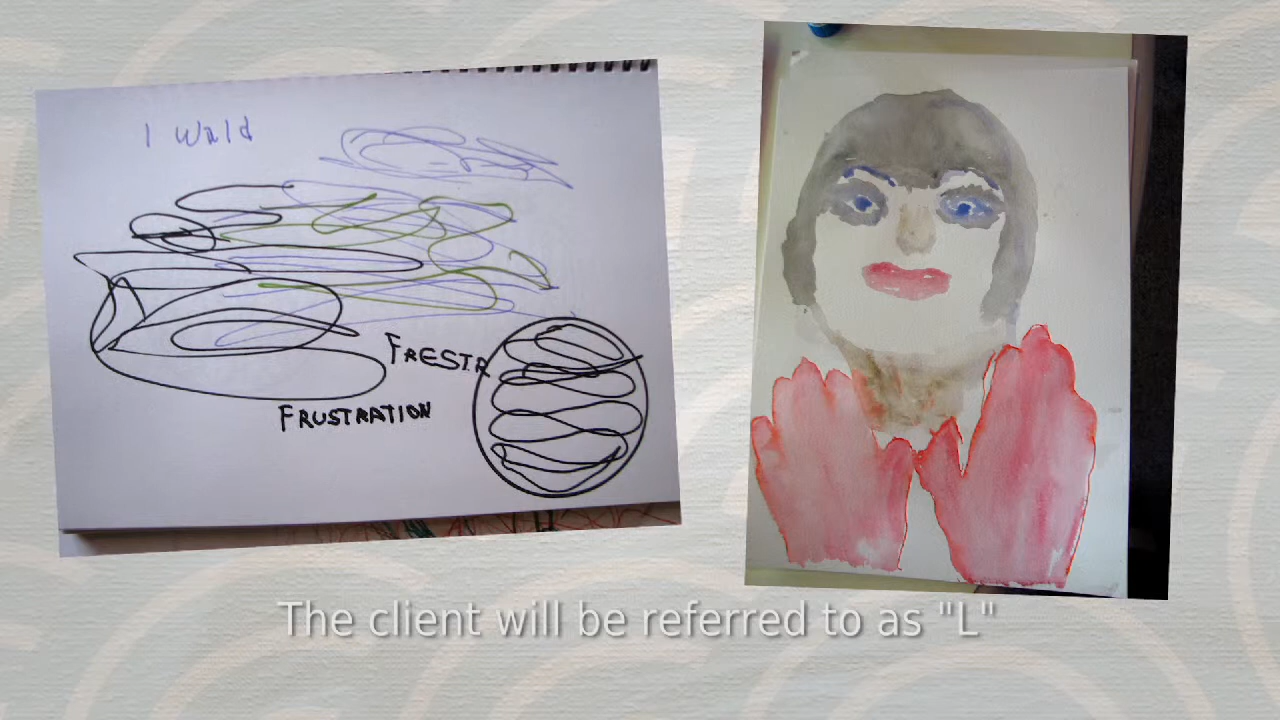 I Wald
FRESTR
FRUSTRATION
The client will be referred to as "L"